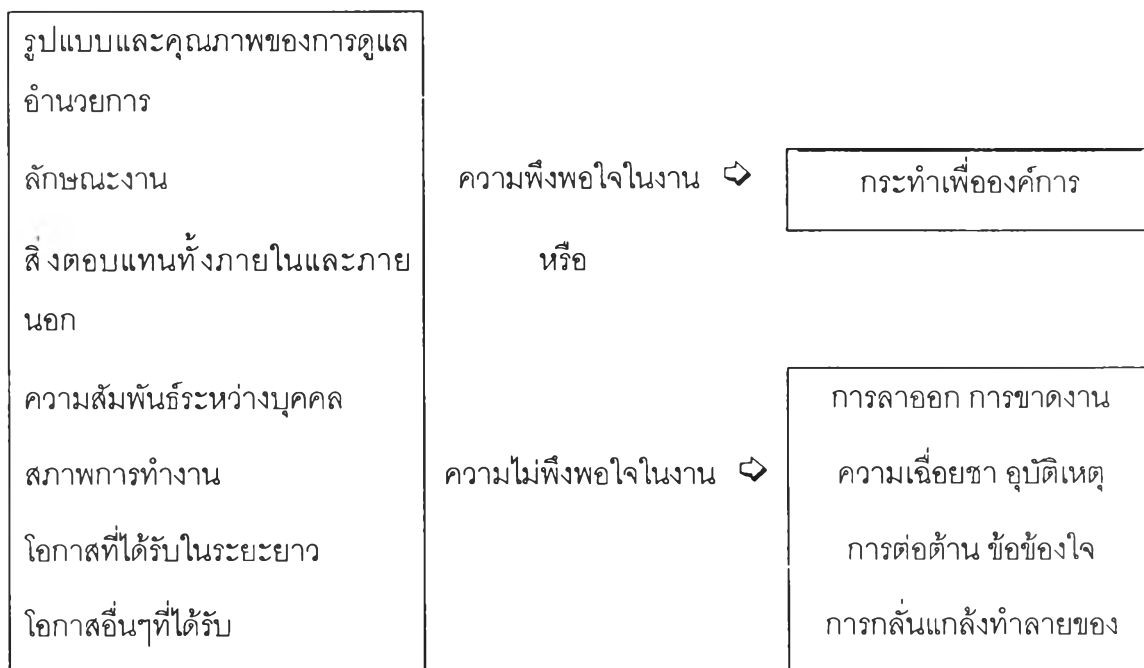 รูปแบบและคุณภาพของการดูแล
อำนวยการ
ลักษณะงาน
สิ่งตอบแทนทั้งภายในและภาย
นอก
ความสัมพันธ์ระหว่างบุคคล
สภาพการทำงาน
โอกาสที่ได้รับในระยะยาว
โอกาสอื่นๆที่ได้รับ
ความพึงพอใจในงาน ➪
หรือ
ความไม่พึงพอใจในงาน ➪
กระทำเพื่อองค์การ
การลาออก การขาดงาน
ความเฉื่อยชา อุบัติเหตุ
การต่อต้าน ข้อข้องใจ
การกลั่นแกล้งทำลายของ